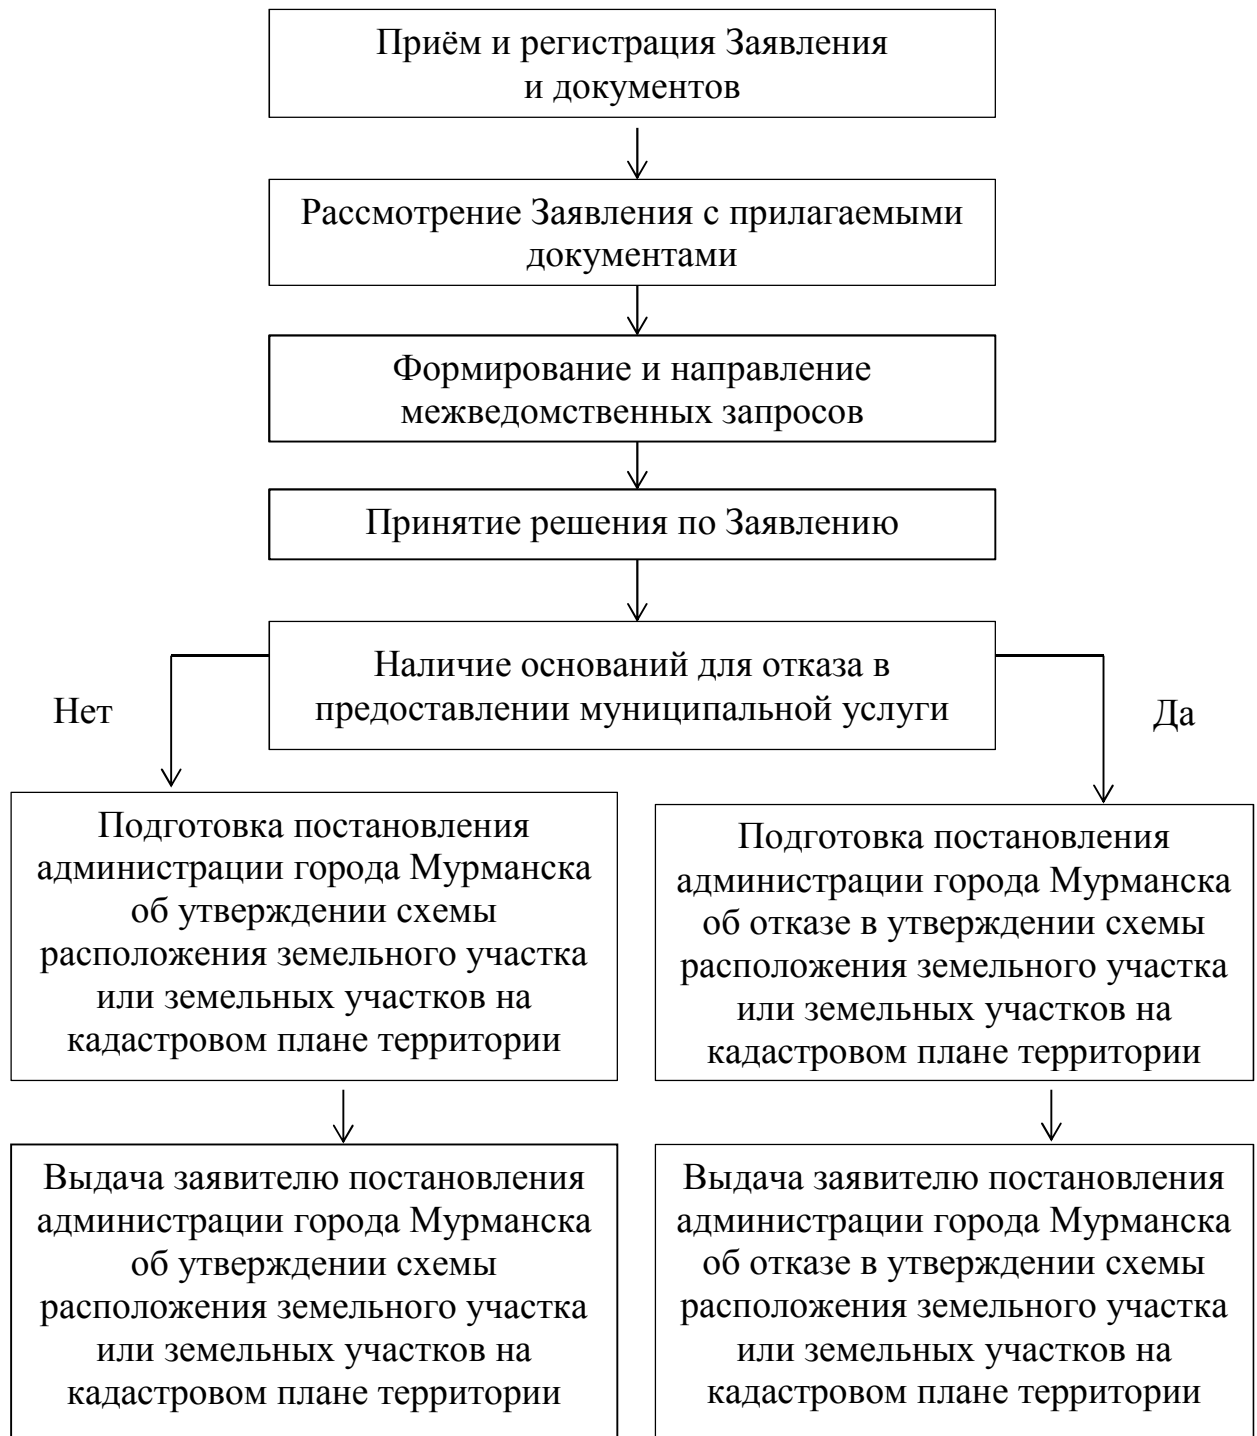 Приём и регистрация Заявления
и документов
Рассмотрение Заявления с прилагаемыми
документами
Формирование и направление
межведомственных запросов
Принятие решения по Заявлению
Наличие оснований для отказа в
предоставлении муниципальной услуги
Нет
Да
Подготовка постановления
администрации города Мурманска
об утверждении схемы
расположения земельного участка
или земельных участков на
кадастровом плане территории
Подготовка постановления
администрации города Мурманска
об отказе в утверждении схемы
расположения земельного участка
или земельных участков на
кадастровом плане территории
Выдача заявителю постановления
администрации города Мурманска
об утверждении схемы
расположения земельного участка
или земельных участков на
кадастровом плане территории
Выдача заявителю постановления
администрации города Мурманска
об отказе в утверждении схемы
расположения земельного участка
или земельных участков на
кадастровом плане территории